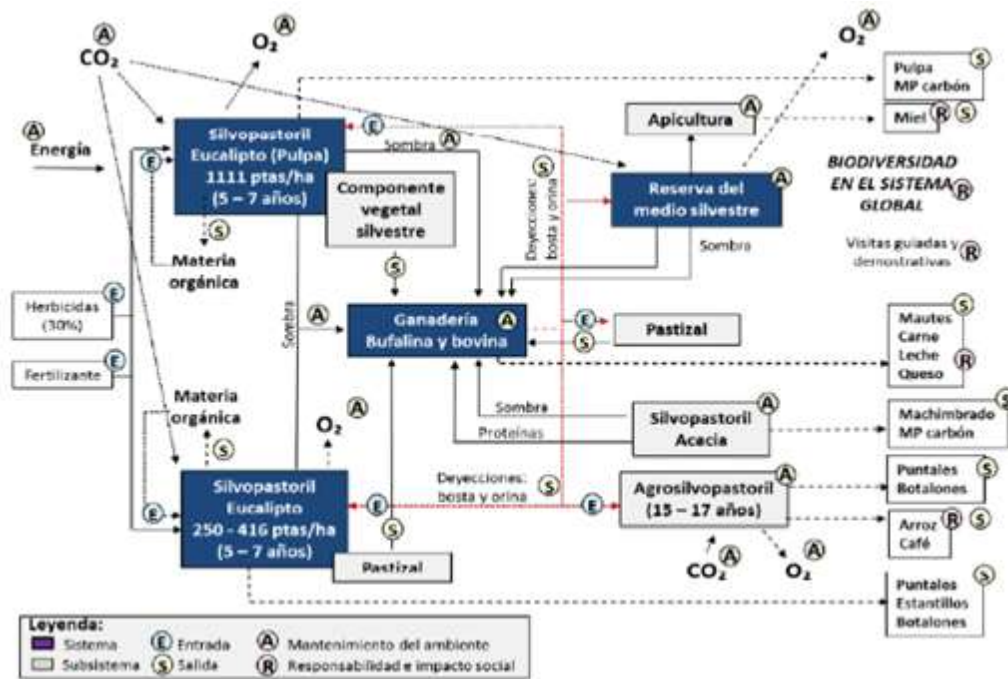 CO₂
A
O₂
A
O₂
A
A
Energía
E
Silvopastoril
Eucalipto (Pulpa)
1111 ptas/ha
(5 – 7 años)
E
Sombra
A
Componente
vegetal
silvestre
S
Deyecciones:
bosta y orina
S
Apicultura
A
Reserva del
medio silvestre
A
Sombra
Pulpa
MP carbón
S
Miel
R
S
BIODIVERSIDAD
EN EL SISTEMA
GLOBAL
R
Visitas guiadas y
demostrativas
R
S
Materia
orgánica
Herbicidas
(30%)
E
Fertilizante
E
Sombra
A
Ganadería
Bufalina y bovina
A
E
S
Pastizal
Mautes
Carne
Leche
Queso
S
R
Materia
orgánica
S
O₂
A
Sombra
Proteínas
Silvopastoril
Acacia
A
Machimbrado
MP carbón
S
E
Silvopastoril
Eucalipto
250 - 416 ptas/ha
(5 – 7 años)
Deyecciones:
bosta y orina
S
E
E
S
Pastizal
Agrosilvopastoril
(15 – 17 años)
A
CO₂
A
O₂
A
Puntales
Botalones
S
Arroz
Café
R
S
Puntales
Estantillos
Botalones
S
Leyenda:
Sistema
E
Entrada
A
Mantenimiento del ambiente
Subsistema
S
Salida
R
Responsabilidad e impacto social